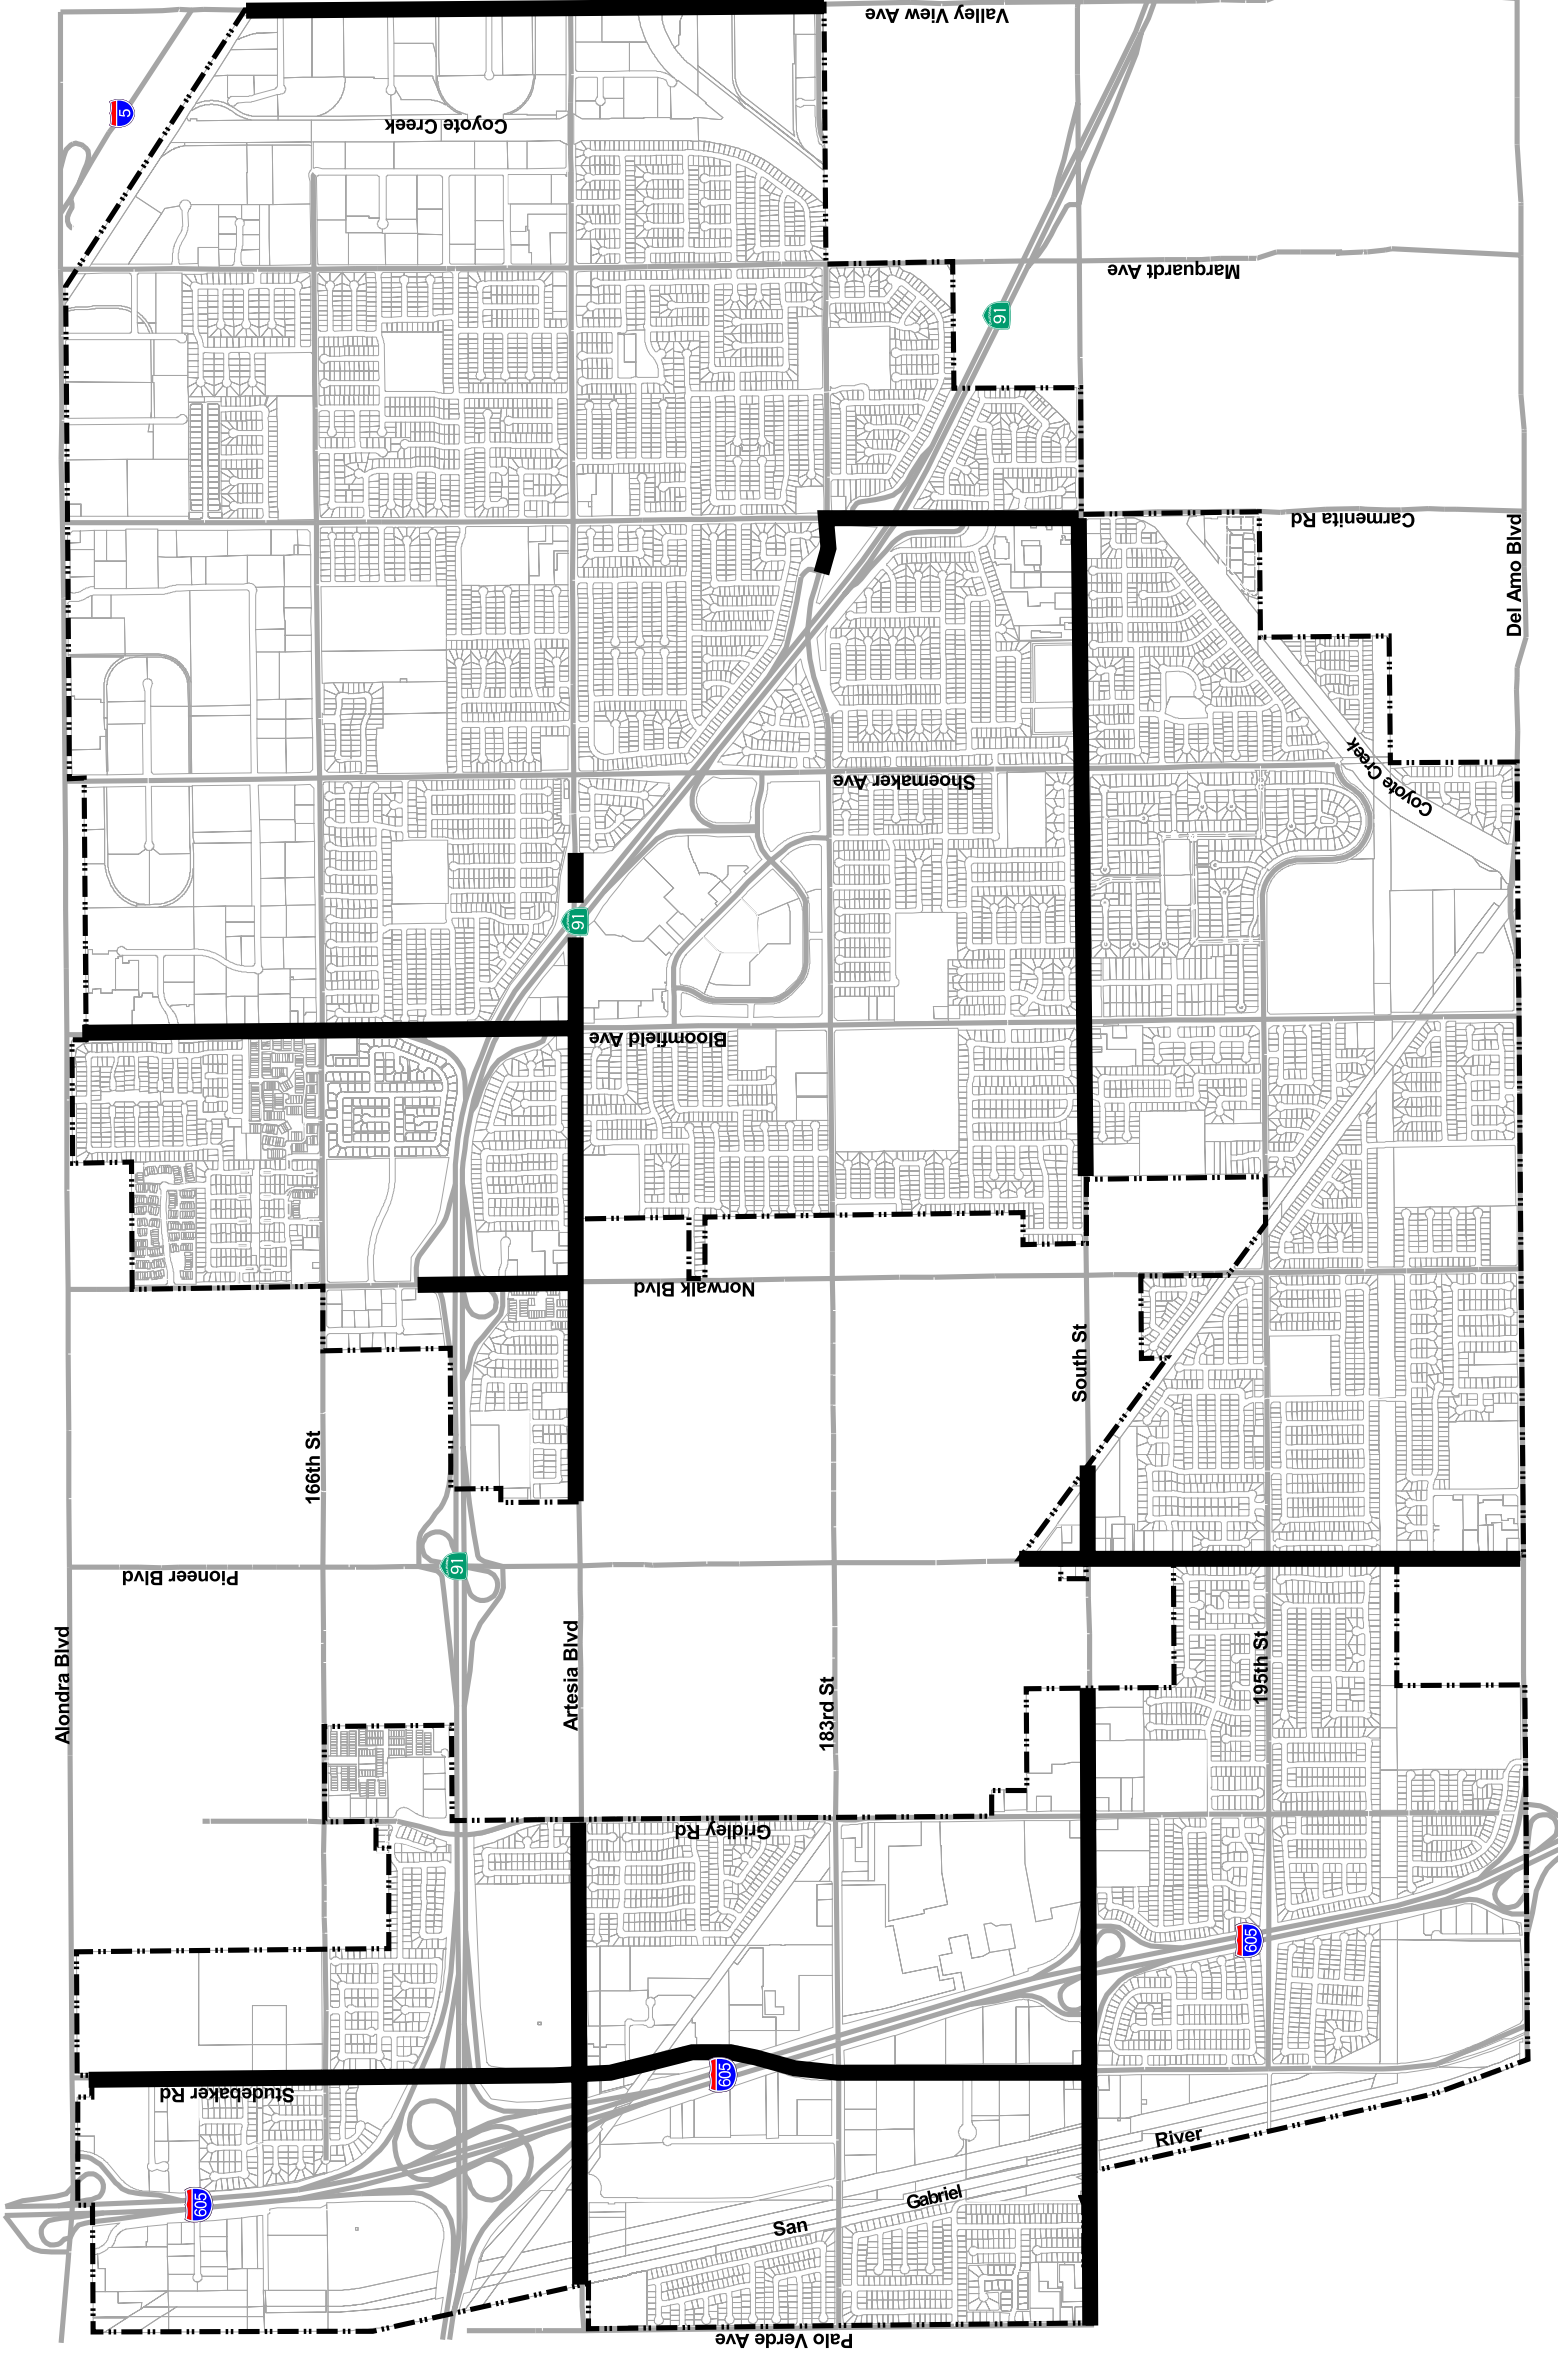 Valley View Ave
5
Coyote Creek
Marquardt Ave
91
Carmenita Rd
Del Amo Blvd
Coyote Creek
Shoemaker Ave
91
Bloomfield Ave
Norwalk Blvd
South St
166th St
91
Pioneer Blvd
Alondra Blvd
Artesia Blvd
183rd St
195th St
Gridley Rd
605
605
Studebaker Rd
605
San Gabriel River
Palo Verde Ave